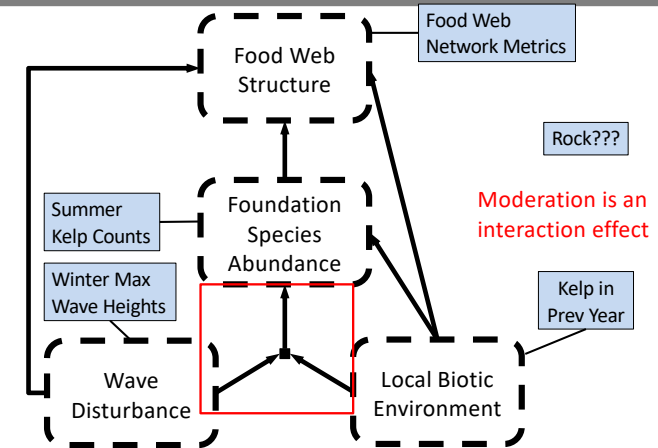 Food Web
Network Metrics
Food Web
Structure
Rock???
Moderation is an
interaction effect
Summer
Kelp Counts
Foundation
Species
Abundance
Winter Max
Wave Heights
Kelp in
Prev Year
Wave
Disturbance
Local Biotic
Environment